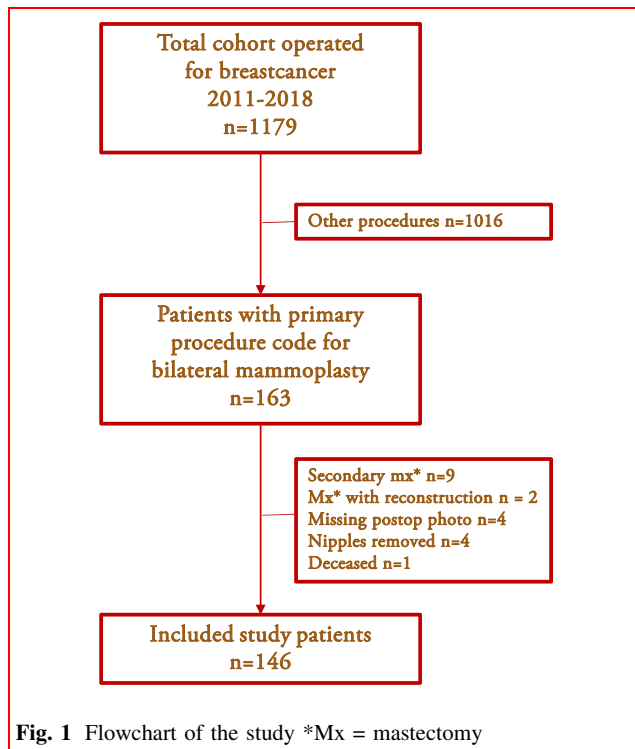 Total cohort operated
for breastcancer
2011-2018
n=1179
Other procedures n=1016
Patients with primary
procedure code for
bilateral mammoplasty
n=163
Secondary mx* n=9
Mx* with reconstruction n = 2
Missing postop photo n=4
Nipples removed n=4
Deceased n=1
Included study patients
n=146
Fig. 1 Flowchart of the study *Mx = mastectomy